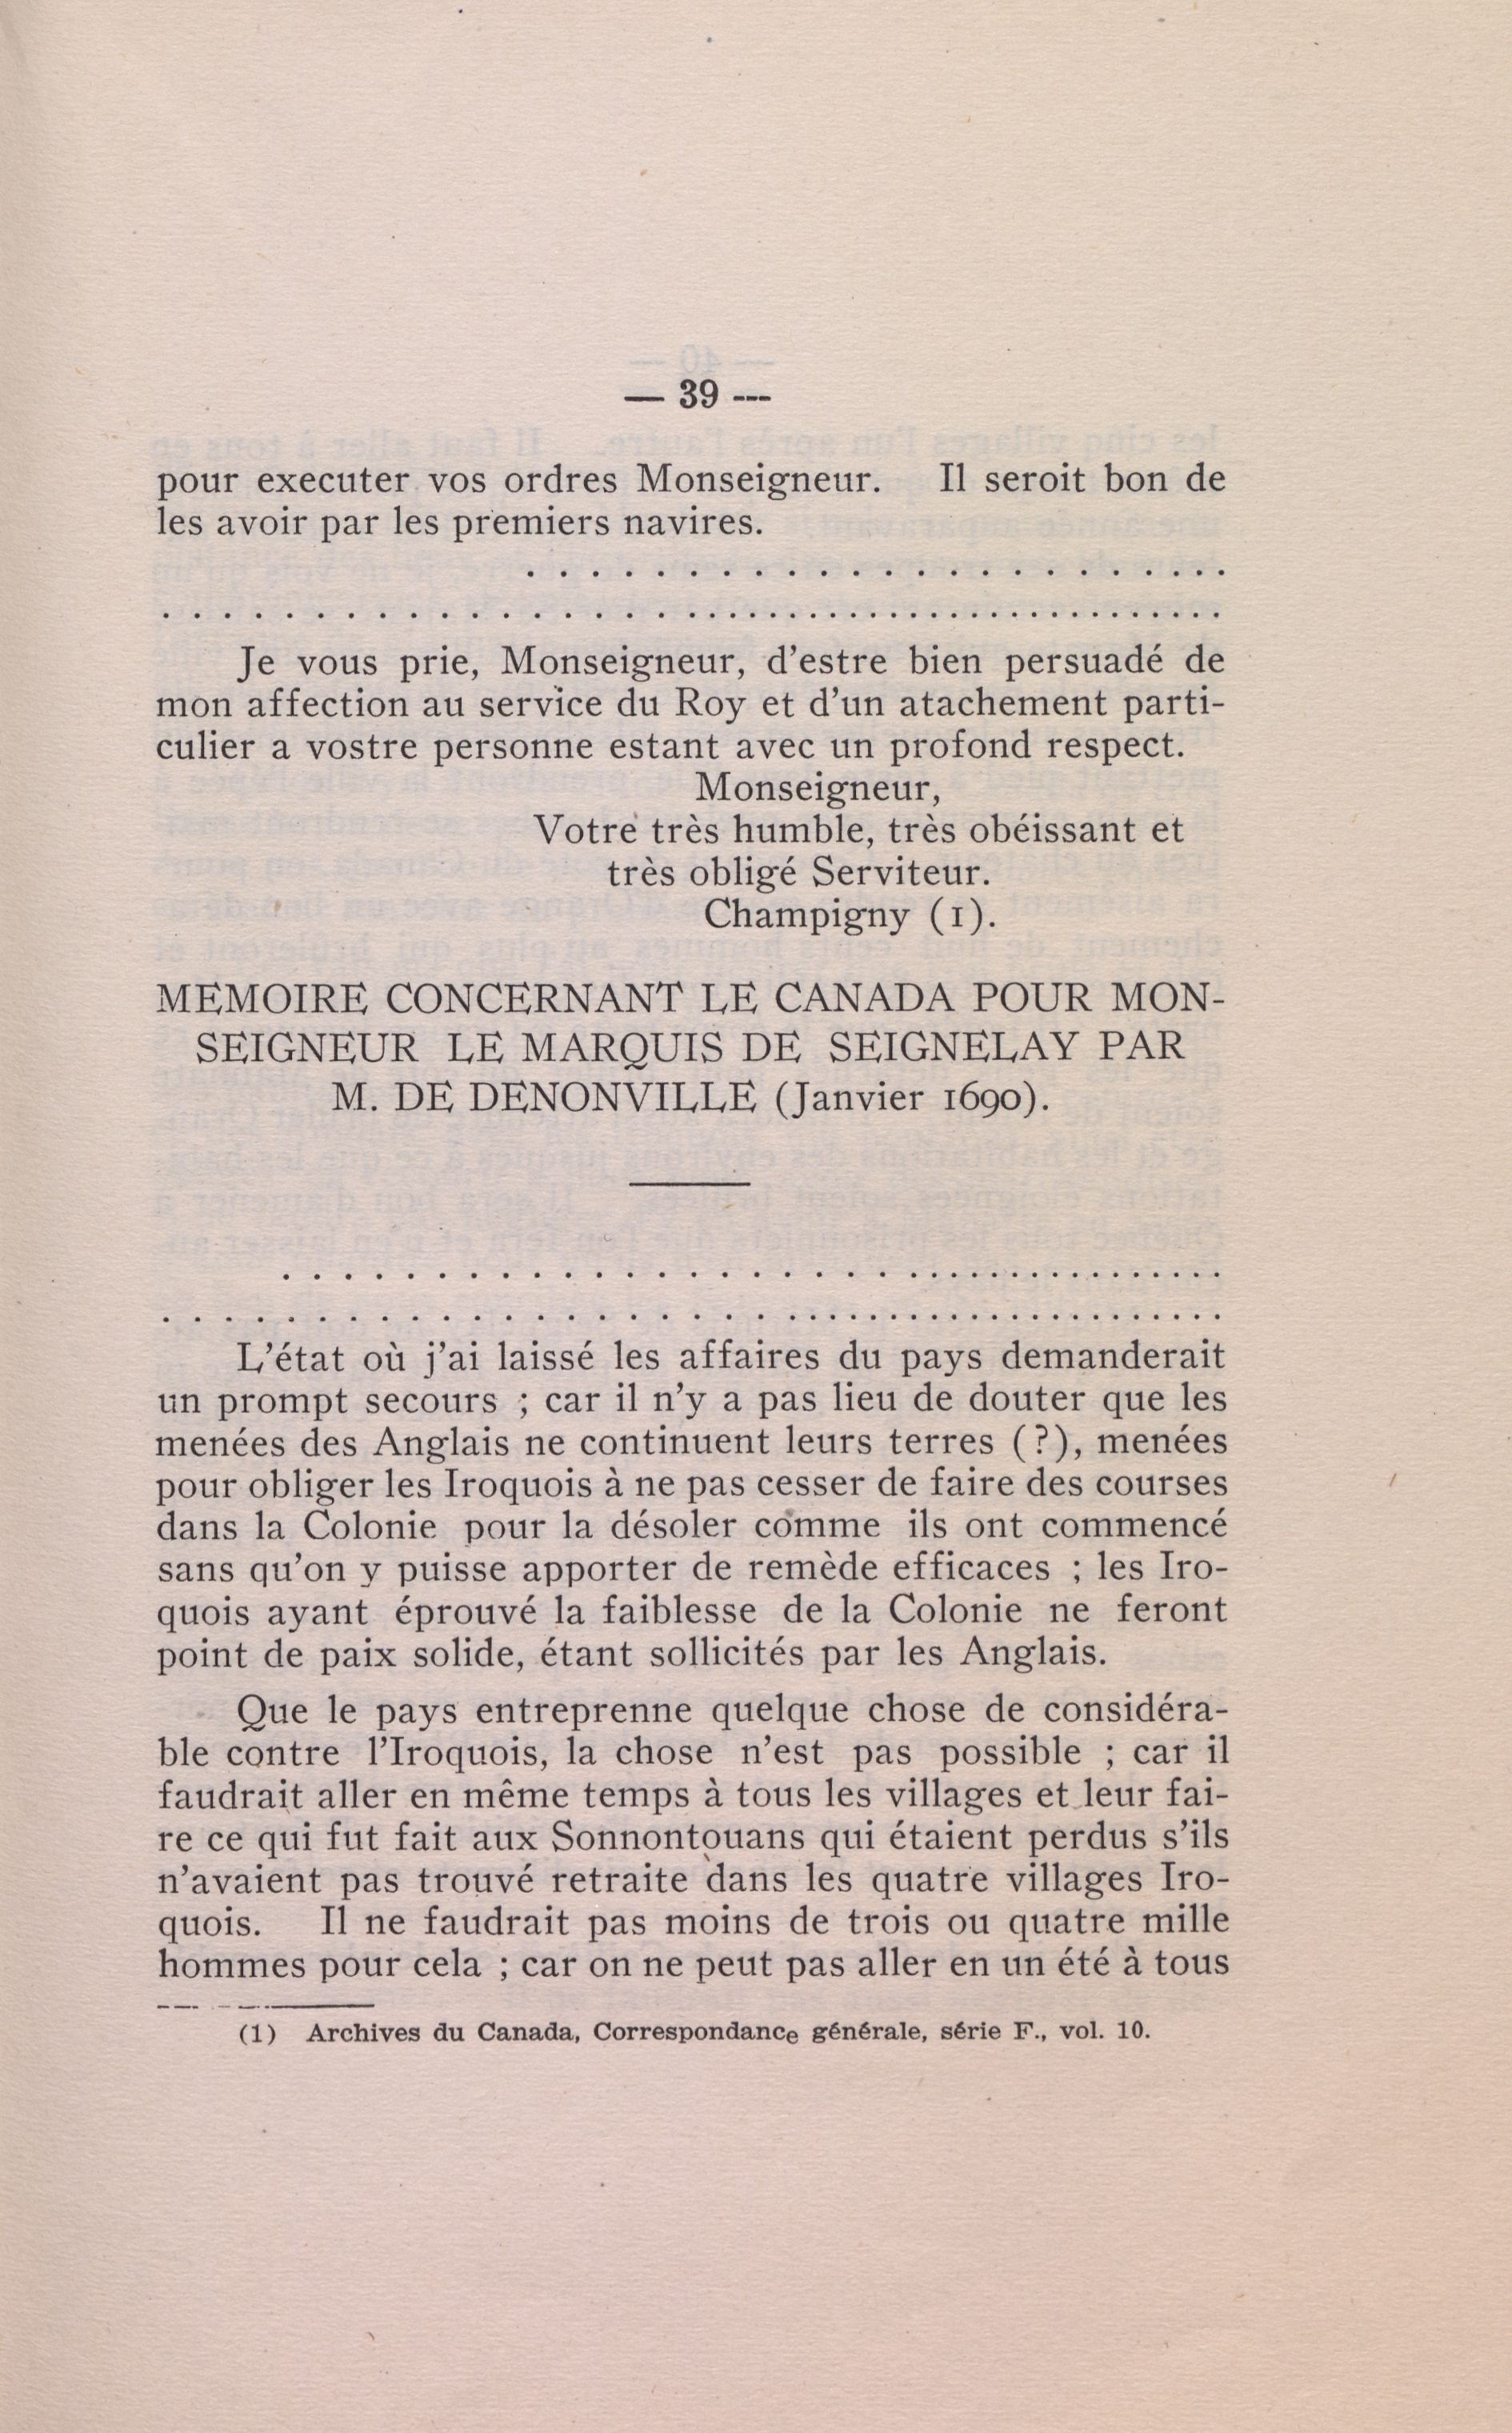 — 39 —
pour executer vos ordres Monseigneur. Il seroit bon de
les avoir par les premiers navires.
. . . . . . . . . . . . . . . . . . . . . .
. . . . . . . . . . . . . . . . . . . . . . . . . . . . . . . . . . . . . .
Je vous prie, Monseigneur, d'estre bien persuadé de
mon affection au service du Roy et d'un atachement parti-
culier a vostre personne estant avec un profond respect.
Monseigneur,
Votre très humble, très obéissant et
très obligé Serviteur.
Champigny (1).
MEMOIRE CONCERNANT LE CANADA POUR MON-
SEIGNEUR LE MARQUIS DE SEIGNELAY PAR
M. DE DENONVILLE (Janvier 1690).
. . . . . . . . . . . . . . . . . . . . . . . . . . . . . . . . . .
. . . . . . . . . . . . . . . . . . . . . . . . . . . . . . . . . . . . . .
L'état où j'ai laissé les affaires du pays demanderait
un prompt secours ; car il n'y a pas lieu de douter que les
menées des Anglais ne continuent leurs terres (?), menées
pour obliger les Iroquois à ne pas cesser de faire des courses
dans la Colonie pour la désoler comme ils ont commencé
sans qu'on y puisse apporter de remède efficaces ; les Iro-
quois ayant éprouvé la faiblesse de la Colonie ne feront
point de paix solide, étant sollicités par les Anglais.
Que le pays entreprenne quelque chose de considéra-
ble contre l'Iroquois, la chose n'est pas possible ; car il
faudrait aller en même temps à tous les villages et leur fai-
re ce qui fut fait aux Sonnontouans qui étaient perdus s'ils
n'avaient pas trouvé retraite dans les quatre villages Iro-
quois. Il ne faudrait pas moins de trois ou quatre mille
hommes pour cela ; car on ne peut pas aller en un été à tous
(1) Archives du Canada, Correspondance générale, série F., vol. 10.